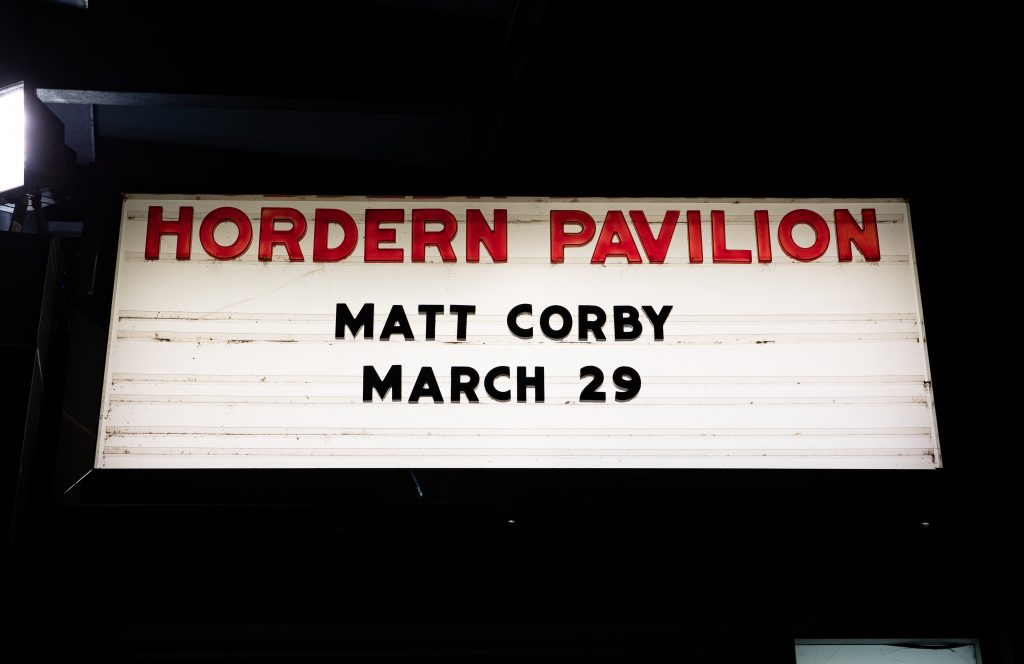 HORDERN PAVILION
MATT CORBY
MARCH 29